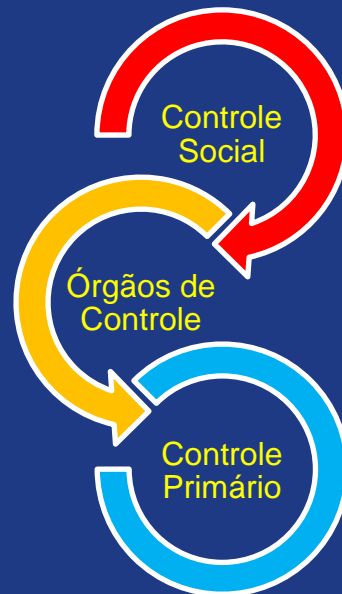 Controle
Social
Órgãos de
Controle
Controle
Primário